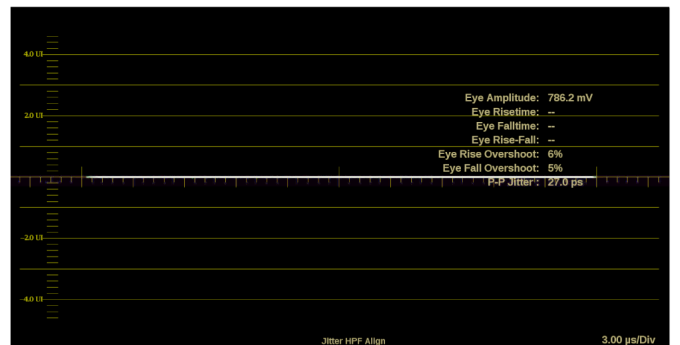 4.0 UI
Eye Amplitude: 786.2 mV
2.0 UI
Eye Risetime: --
Eye Falltime: --
Eye Rise-Fall: --
Eye Rise Overshoot: 6%
Eye Fall Overshoot: 5%
P-P Jitter : 27.0 ps
-2.0 UI
-4.0 UI
Jitter HPF Align
3.00 µs/Div